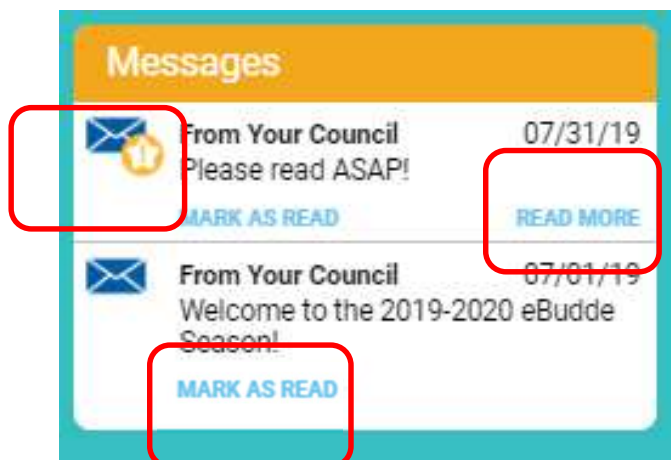 Messages
From Your Council 07/31/19
Please read ASAP!
MARK AS READ READ MORE
From Your Council 07/01/19
Welcome to the 2019-2020 eBudde
Season!
MARK AS READ